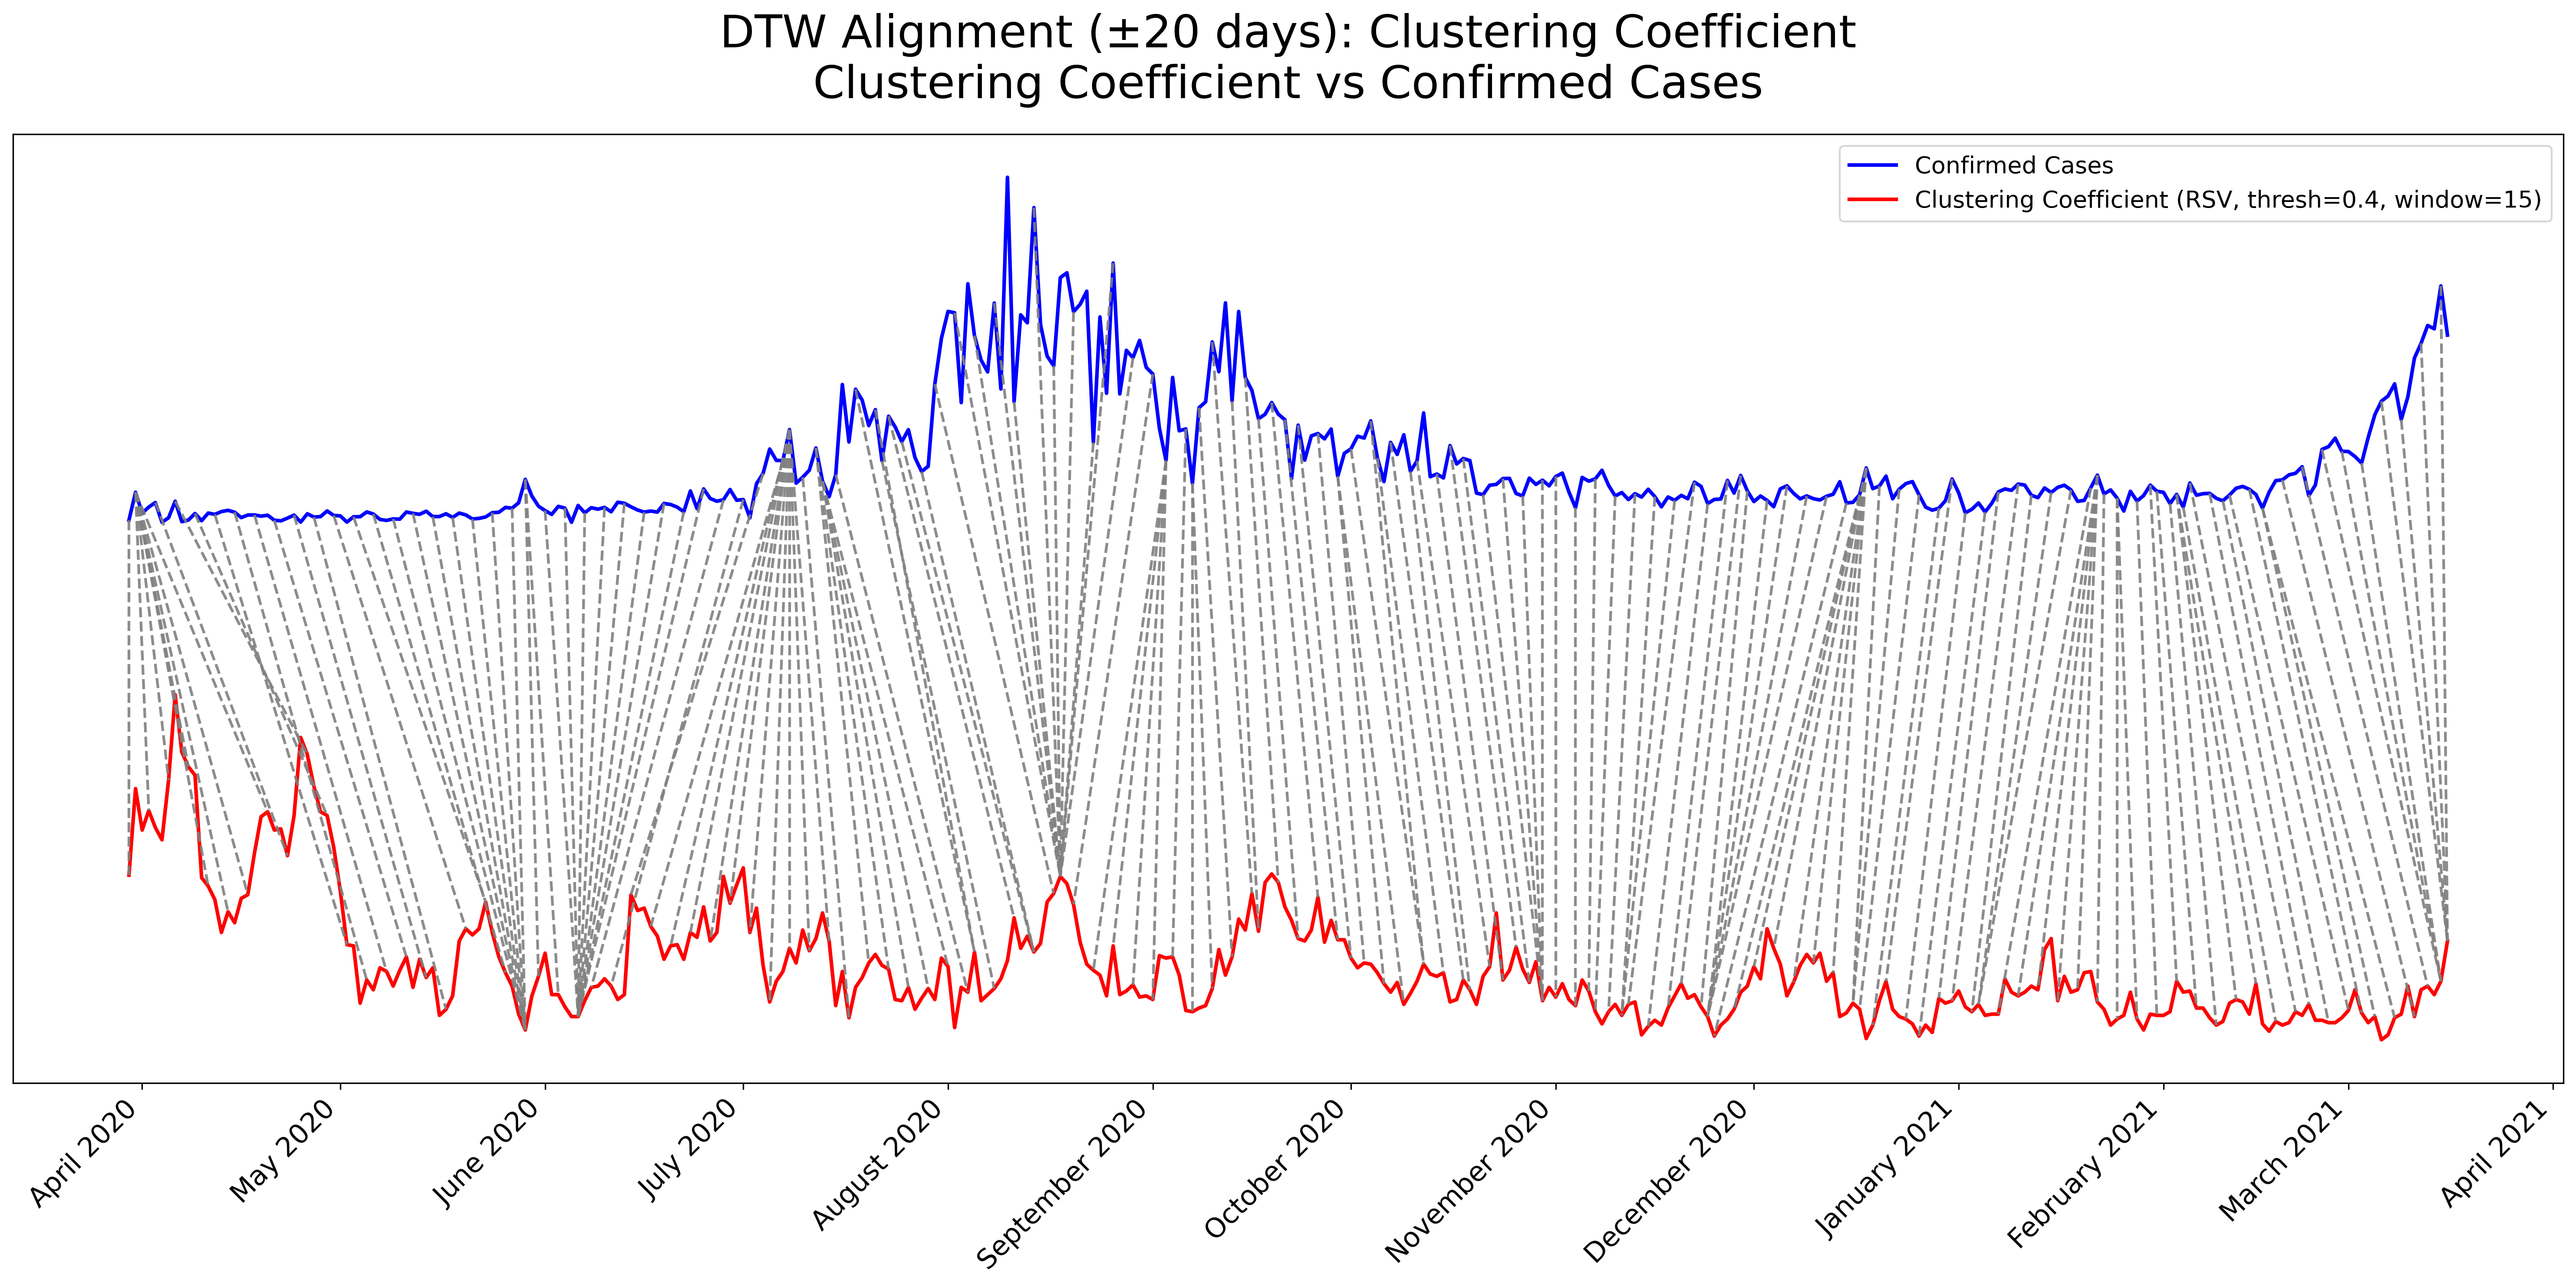 DTW Alignment (±20 days): Clustering Coefficient
Clustering Coefficient vs Confirmed Cases
Confirmed Cases
Clustering Coefficient (RSV, thresh=0.4, window=15)
April 2020
May 2020
June 2020
July 2020
August 2020
September 2020
October 2020
November 2020
December 2020
January 2021
February 2021
March 2021
April 2021